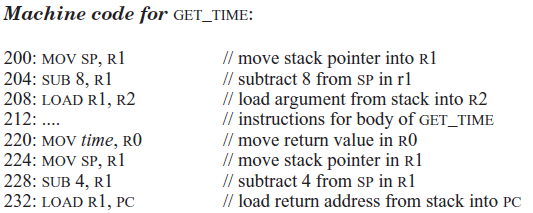 Machine code for GET_TIME:
200: MOV SP, R1 // move stack pointer into R1
204: SUB 8, R1 // subtract 8 from SP in r1
208: LOAD R1, R2 // load argument from stack into R2
212: .... // instructions for body of GET_TIME
220: MOV time, R0 // move return value in R0
224: MOV SP, R1 // move stack pointer in R1
228: SUB 4, R1 // subtract 4 from SP in R1
232: LOAD R1, PC // load return address from stack into PC